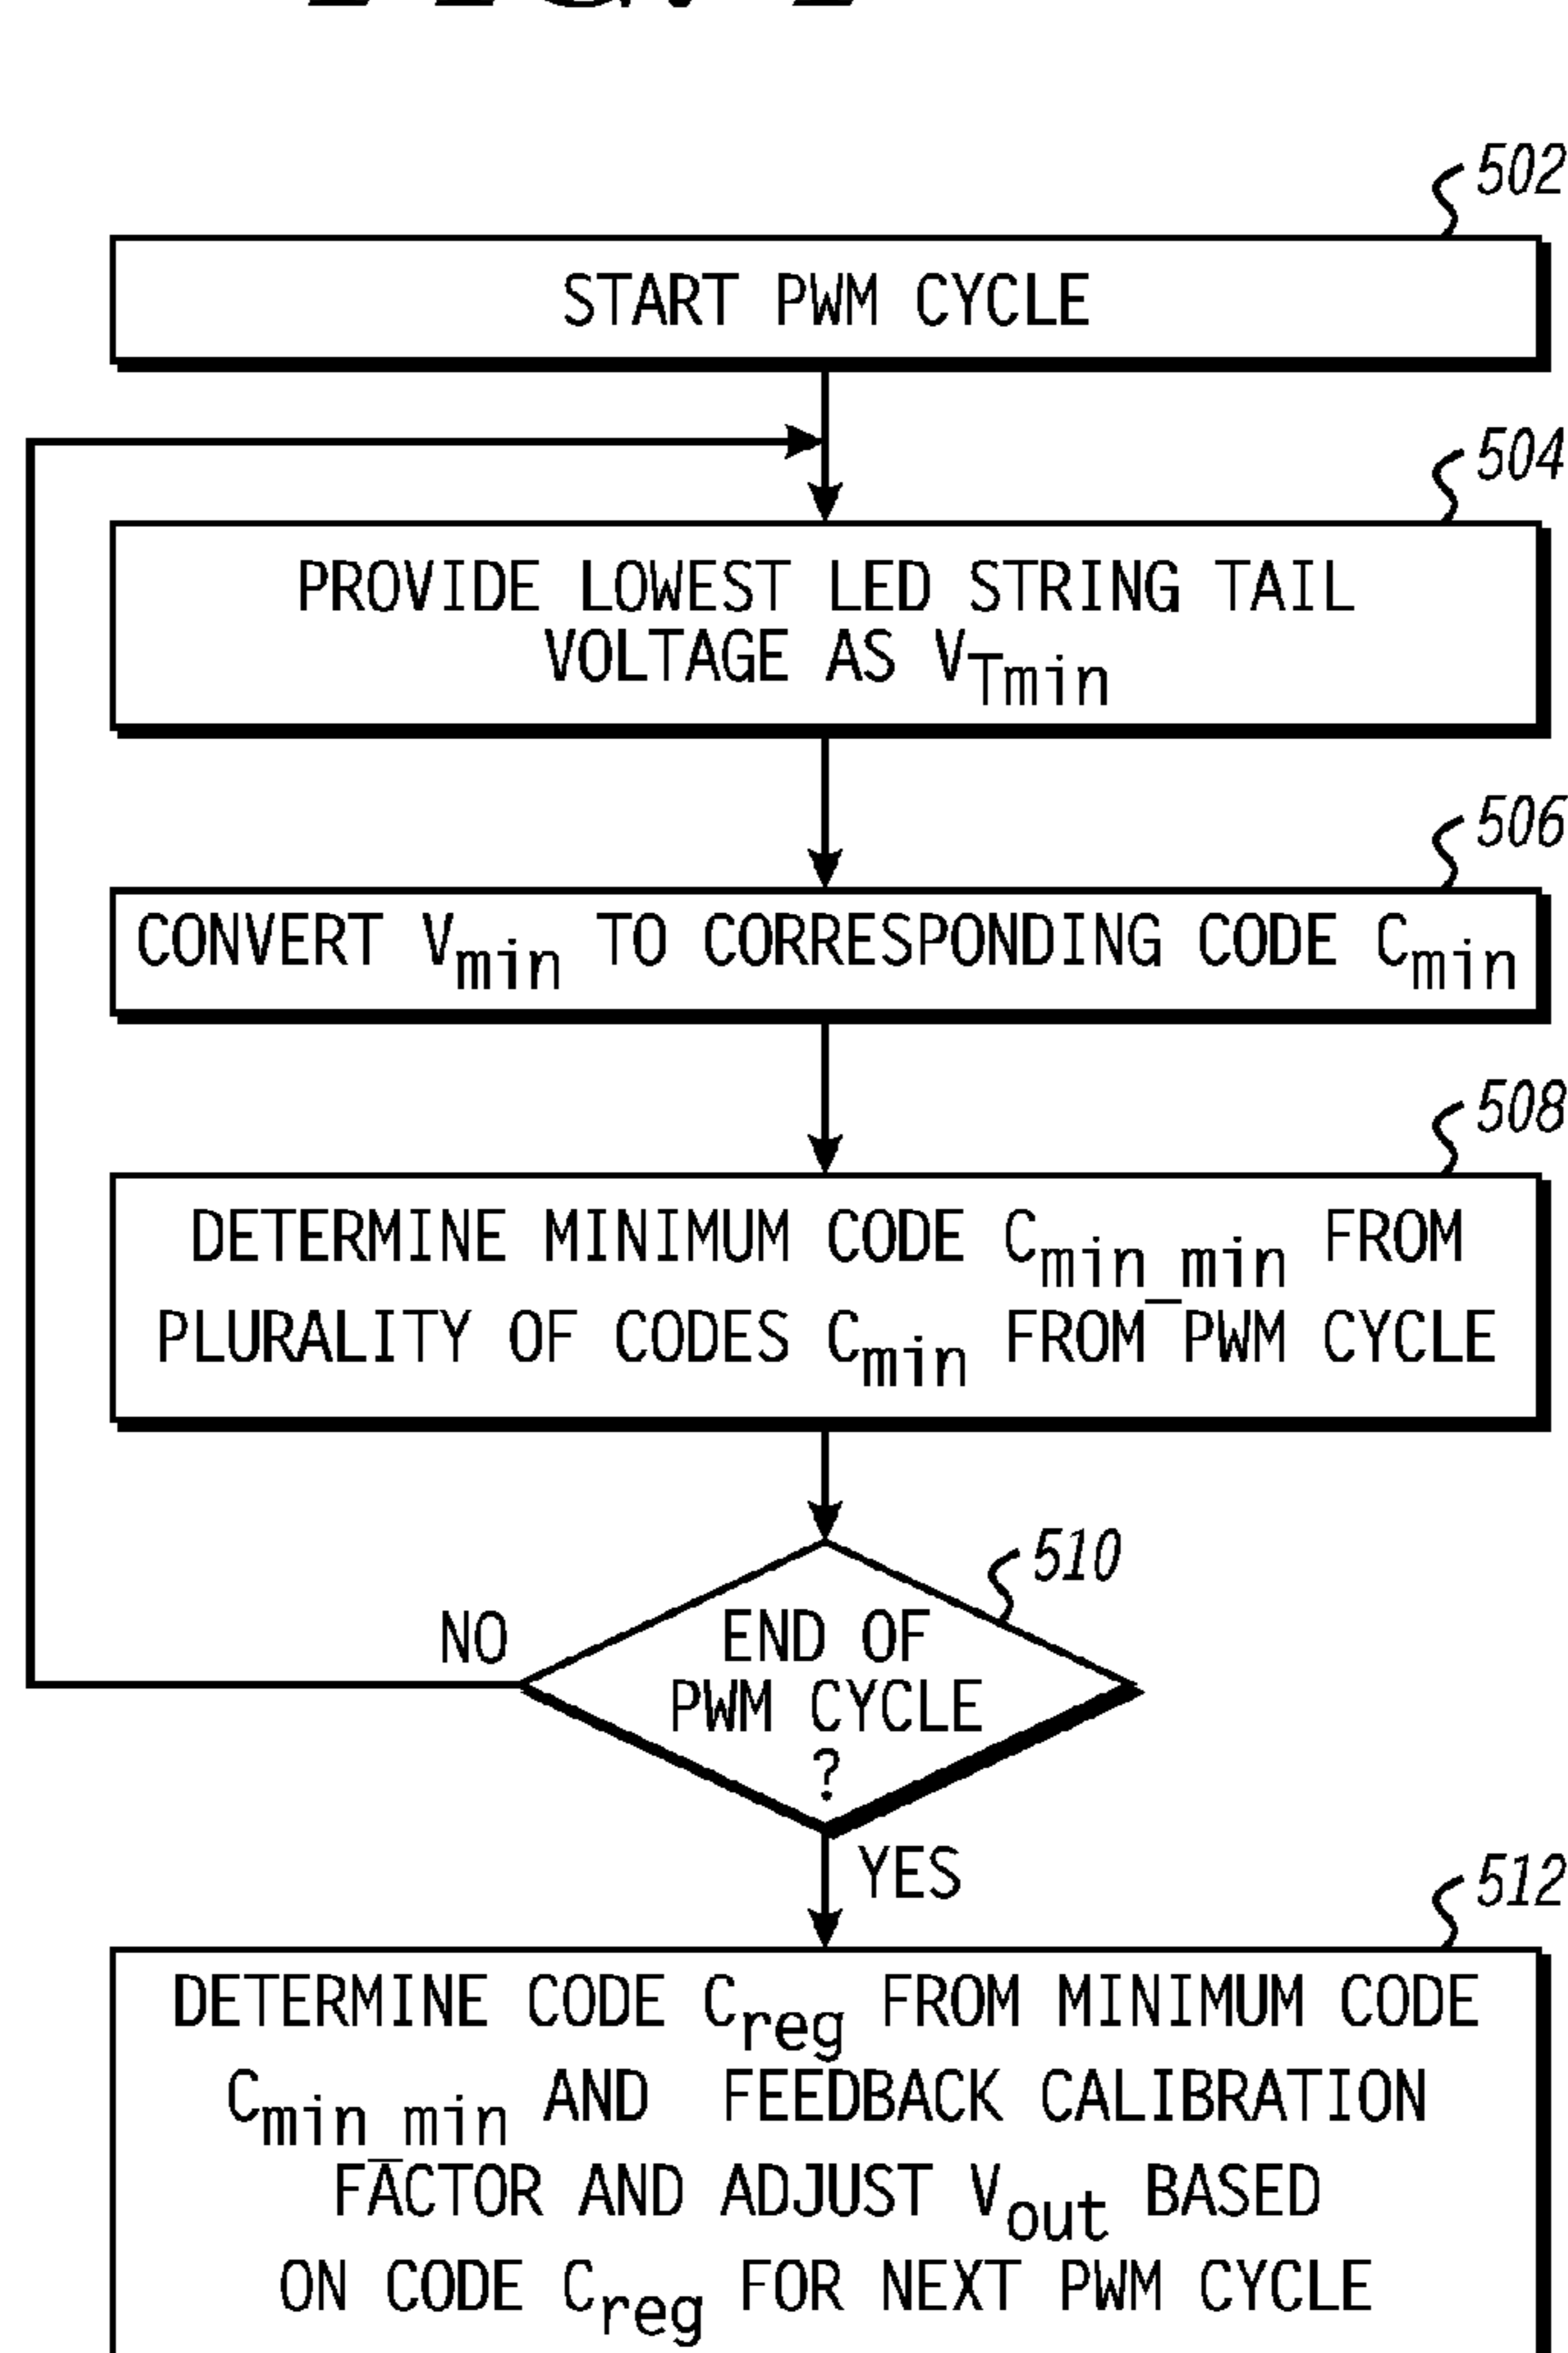 502
START PWM CYCLE
504
PROVIDE LOWEST LED STRING TAIL
VOLTAGE AS VTmin
506
CONVERT Vmin TO CORRESPONDING CODE Cmin
508
DETERMINE MINIMUM CODE Cmin_min FROM
PLURALITY OF CODES Cmin FROM PWM CYCLE
510
NO
END OF
PWM CYCLE
?
YES
512
DETERMINE CODE Creg FROM MINIMUM CODE
Cmin_min AND FEEDBACK CALIBRATION
FACTOR AND ADJUST Vout BASED
ON CODE Creg FOR NEXT PWM CYCLE